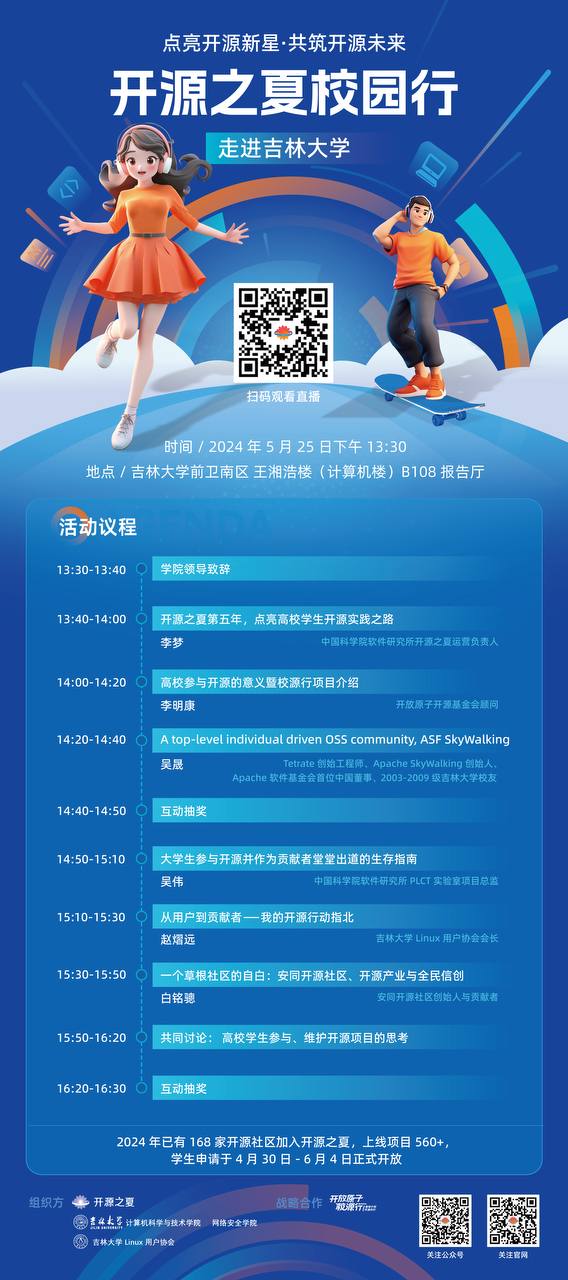 点亮开源新星·共筑开源未来
开源之夏校园行
走进吉林大学
扫码观看直播
时间 / 2024 年 5 月 25 日下午 13:30
地点 / 吉林大学前卫南区 王湘浩楼（计算机楼）B108 报告厅
活动议程
13:30-13:40 学院领导致辞
13:40-14:00 开源之夏第五年，点亮高校学生开源实践之路
李梦 中国科学院软件研究所开源之夏运营负责人
14:00-14:20 高校参与开源的意义暨校源行项目介绍
李明康 开放原子开源基金会顾问
14:20-14:40 A top-level individual driven OSS community, ASF SkyWalking
吴晟 Tetrate 创始工程师、Apache SkyWalking 创始人、
Apache 软件基金会首位中国董事、2003-2009 级吉林大学校友
14:40-14:50 互动抽奖
14:50-15:10 大学生参与开源并作为贡献者堂堂出道的生存指南
吴伟 中国科学院软件研究所 PLCT 实验室项目总监
15:10-15:30 从用户到贡献者——我的开源行动指北
赵熠远 吉林大学 Linux 用户协会会长
15:30-15:50 一个草根社区的自白：安同开源社区、开源产业与全民信创
白铭骢 安同开源社区创始人与贡献者
15:50-16:20 共同讨论： 高校学生参与、维护开源项目的思考
16:20-16:30 互动抽奖
2024 年已有 168 家开源社区加入开源之夏，上线项目 560+，
学生申请于 4 月 30 日 - 6 月 4 日正式开放
组织方 开源之夏 战略合作 开放原子
校源行
吉林大学 计算机科学与技术学院 网络安全学院
JILIN UNIVERSITY
吉林大学 Linux 用户协会
关注公众号 关注官网